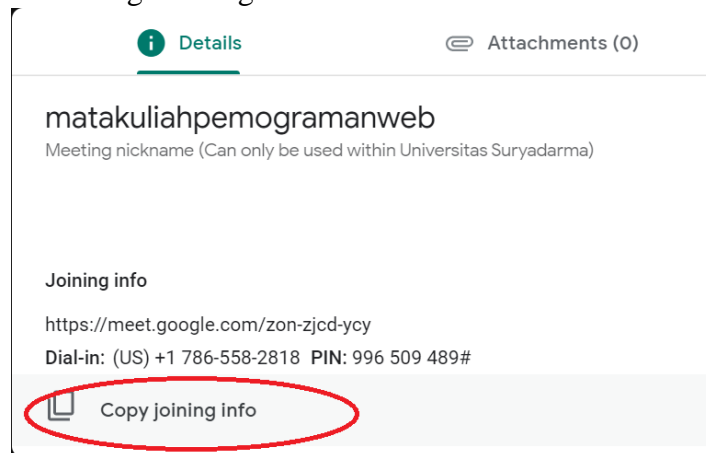 Details
Attachments (0)
matakuliahpemogramanweb
Meeting nickname (Can only be used within Universitas Suryadarma)
Joining info
https://meet.google.com/zon-zjcd-ycy
Dial-in: (US) +1 786-558-2818 PIN: 996 509 489#
Copy joining info